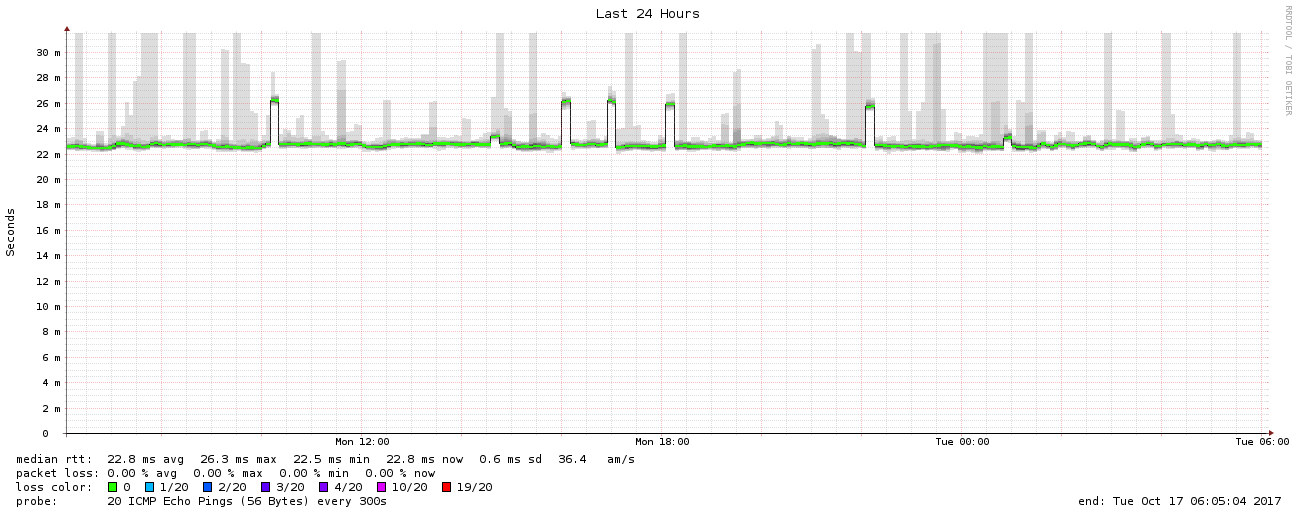 Last 24 Hours
RRDTOOL / TOBI OETIKER
Seconds
30 m
28 m
26 m
24 m
22 m
20 m
18 m
16 m
14 m
12 m
10 m
8 m
6 m
4 m
2 m
0
Mon 12:00 Mon 18:00 Tue 00:00 Tue 06:00
median rtt: 22.8 ms avg 26.3 ms max 22.5 ms min 22.8 ms now 0.6 ms sd 36.4 am/s
packet loss: 0.00 % avg 0.00 % max 0.00 % min 0.00 % now
loss color: 0 1/20 2/20 3/20 4/20 10/20 19/20
probe: 20 ICMP Echo Pings (56 Bytes) every 300s end: Tue Oct 17 06:05:04 2017